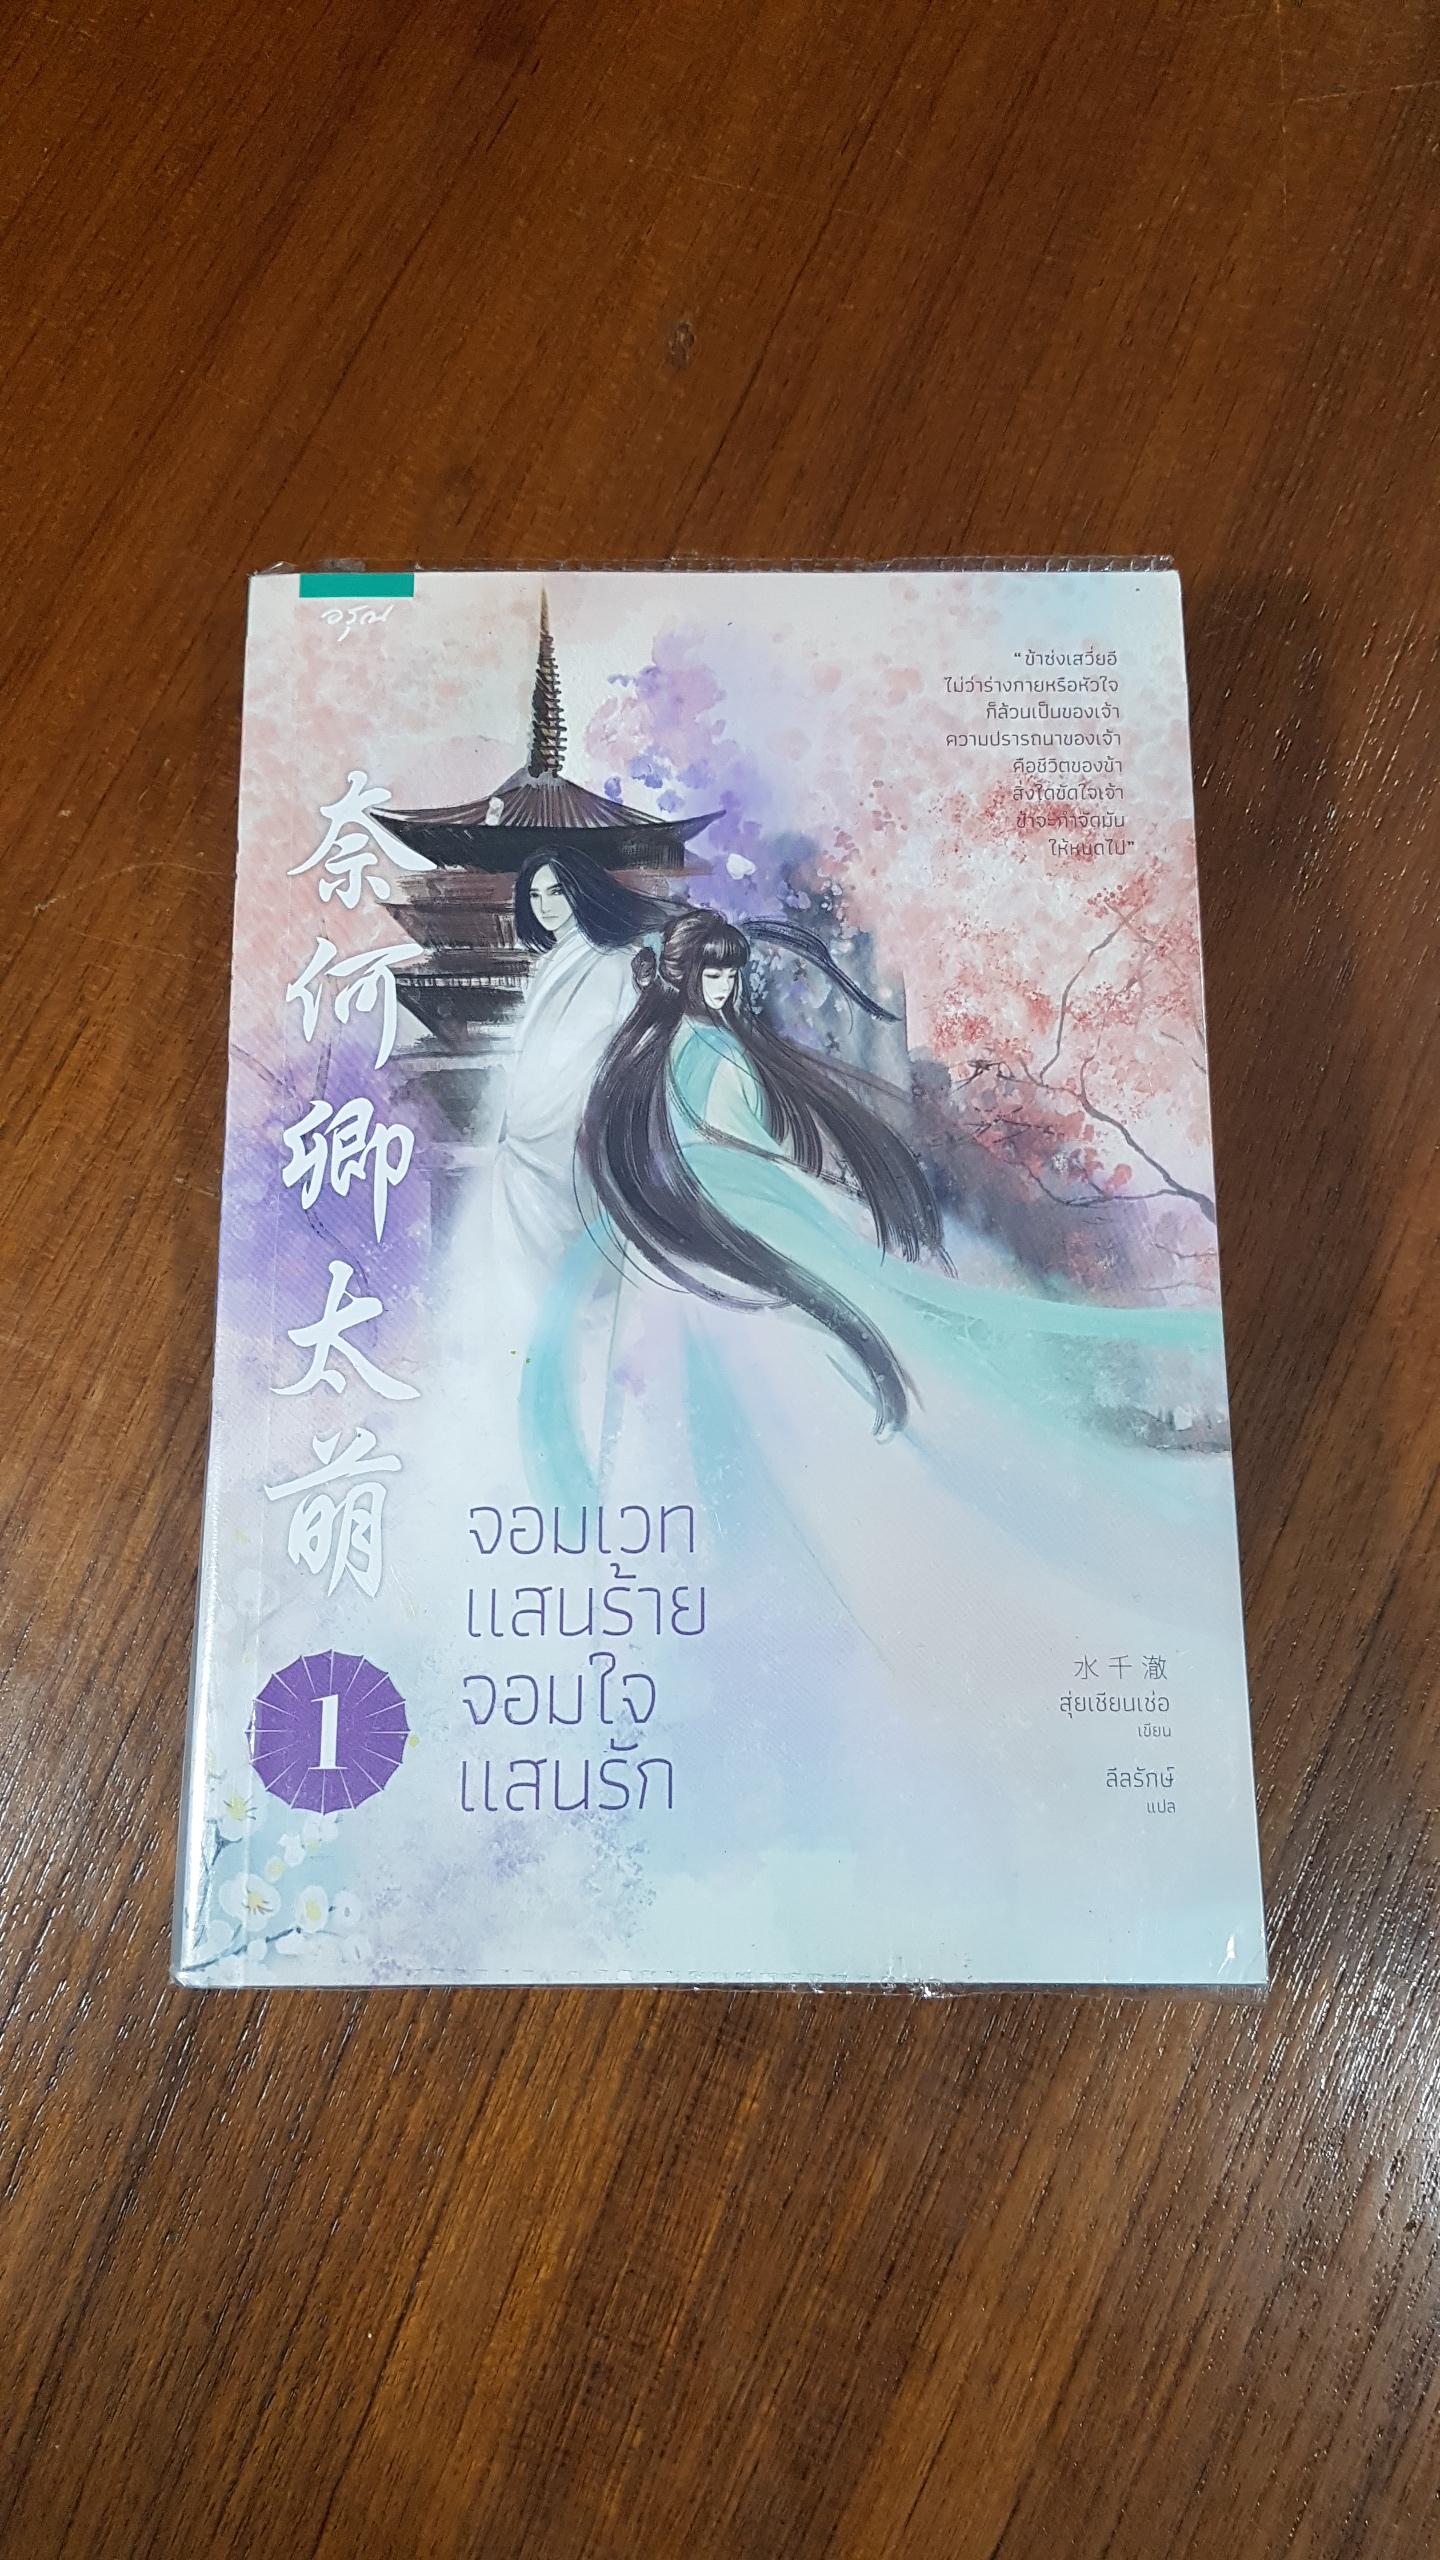 อรุณ
“ข้าซ่งเสวี่ยอี
ไม่ว่าร่างกายหรือหัวใจ
ก็ล้วนเป็นของเจ้า
ความปรารถนาของเจ้า
คือชีวิตของข้า
สิ่งใดขัดใจเจ้า
ข้าจะกำจัดมัน
ให้หมดไป”
奈何卿太萌
จอมเวท
แสนร้าย
จอมใจ
แสนรัก
1
水千澈
สุ่ยเชียนเช่อ
เขียน
ลีลรักษ์
แปล